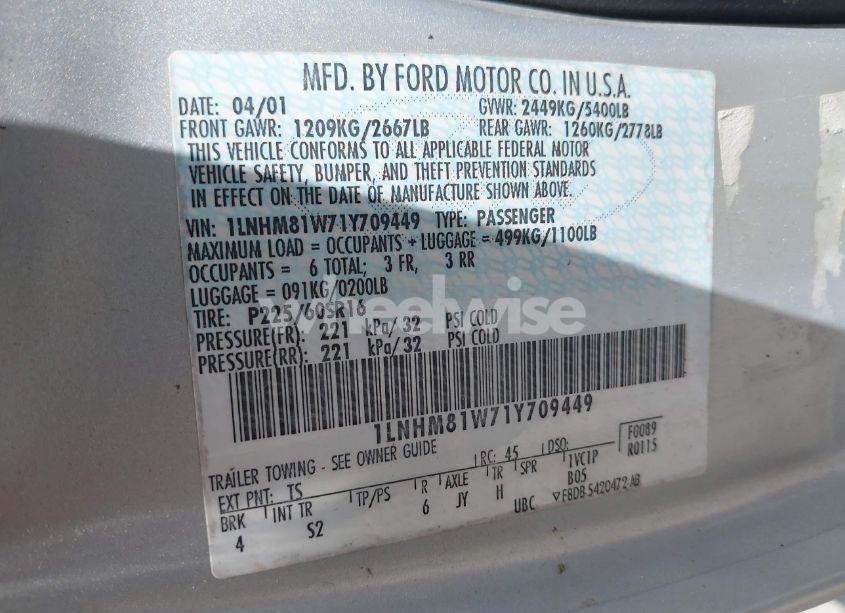 MFD. BY FORD MOTOR CO. IN U.S.A.
DATE: 04/01 GVWR: 2449KG/5400LB
FRONT GAWR: 1209KG/2667LB REAR GAWR: 1260KG/2778LB
THIS VEHICLE CONFORMS TO ALL APPLICABLE FEDERAL MOTOR
VEHICLE SAFETY, BUMPER, AND THEFT PREVENTION STANDARDS
IN EFFECT ON THE DATE OF MANUFACTURE SHOWN ABOVE.
VIN: 1LNHM81W71Y709449 TYPE: PASSENGER
MAXIMUM LOAD = OCCUPANTS + LUGGAGE = 499KG/1100LB
OCCUPANTS = 6 TOTAL; 3 FR, 3 RR
LUGGAGE = 091KG/0200LB
wheelwise
TIRE: P225/60SR16
PRESSURE(FR): 221 kPa/ 32 PSI COLD
PRESSURE(RR): 221 kPa/ 32 PSI COLD
1LNHM81W71Y709449
F0089
R0115
TRAILER TOWING - SEE OWNER GUIDE RC: 45 DSO:
EXT PNT: TS
BRK INT TR TP/PS R AXLE TR SPR 1VC1P
4 S2 6 JY H B05
UBC ▽F8DB-5420472-AB